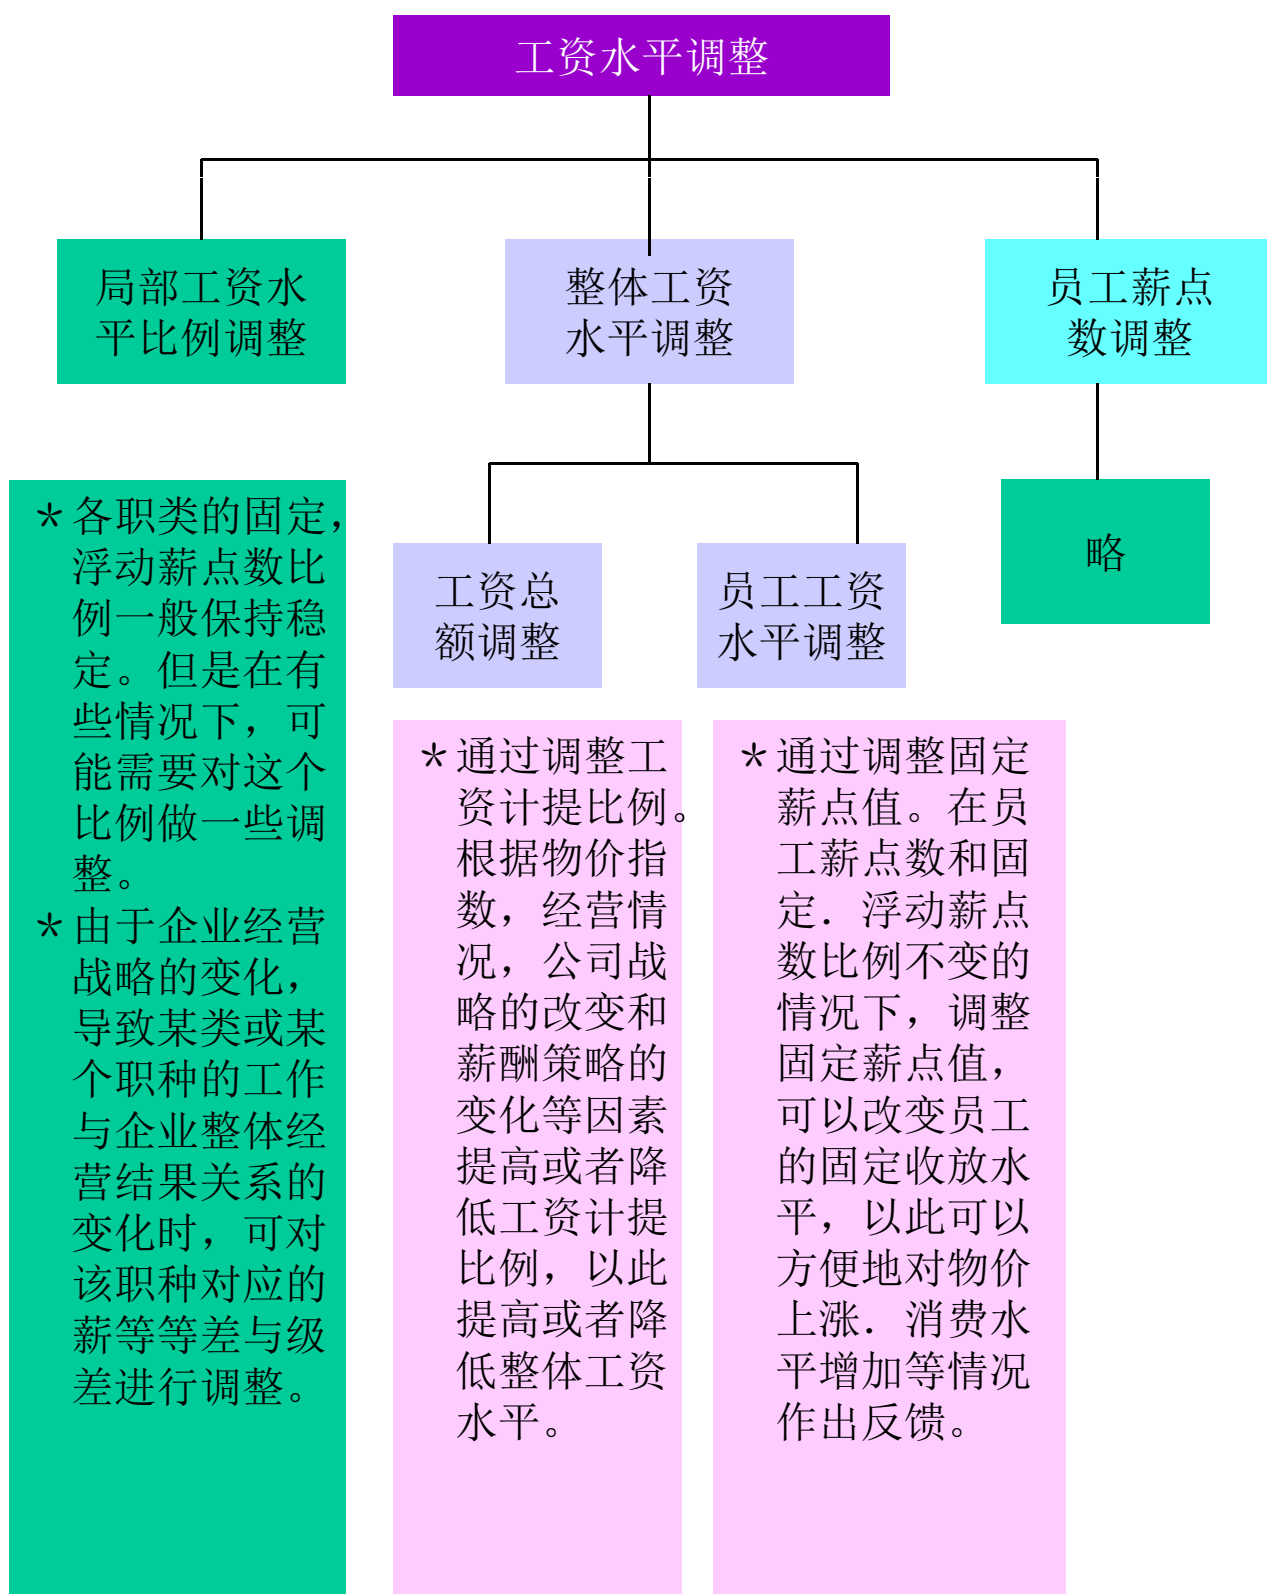 工资水平调整
局部工资水
平比例调整
整体工资
水平调整
员工薪点
数调整
＊各职类的固定，
浮动薪点数比
例一般保持稳
定。但是在有
些情况下，可
能需要对这个
比例做一些调
整。
＊由于企业经营
战略的变化，
导致某类或某
个职种的工作
与企业整体经
营结果关系的
变化时，可对
该职种对应的
薪等等差与级
差进行调整。
工资总
额调整
员工工资
水平调整
略
＊通过调整工
资计提比例。
根据物价指
数，经营情
况，公司战
略的改变和
薪酬策略的
变化等因素
提高或者降
低工资计提
比例，以此
提高或者降
低整体工资
水平。
＊通过调整固定
薪点值。在员
工薪点数和固
定．浮动薪点
数比例不变的
情况下，调整
固定薪点值，
可以改变员工
的固定收放水
平，以此可以
方便地对物价
上涨．消费水
平增加等情况
作出反馈。